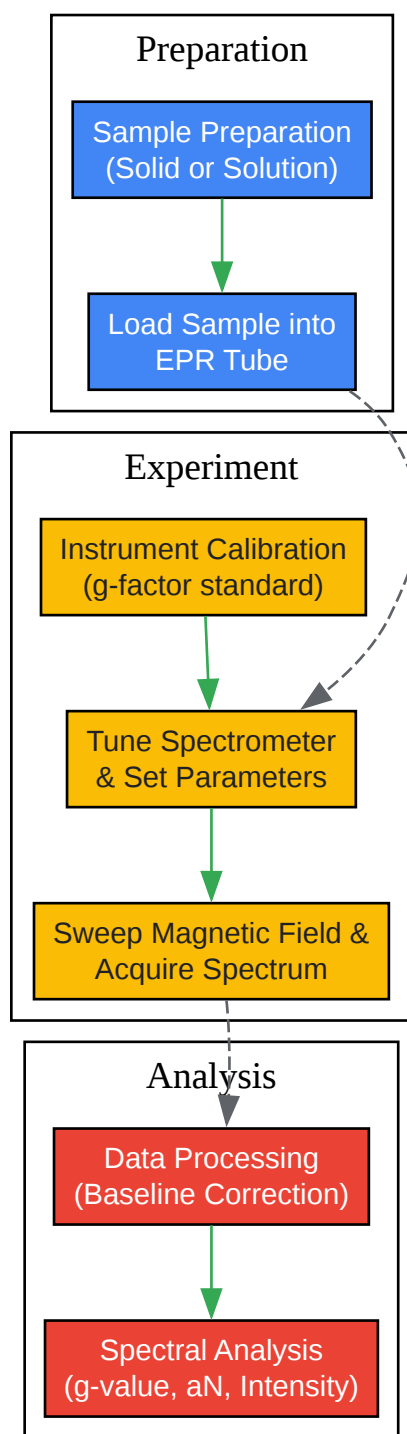 Preparation
Sample Preparation
(Solid or Solution)
Load Sample into
EPR Tube
Experiment
Instrument Calibration
(g-factor standard)
Tune Spectrometer
& Set Parameters
Sweep Magnetic Field &
Acquire Spectrum
Analysis
Data Processing
(Baseline Correction)
Spectral Analysis
(g-value, aN, Intensity)